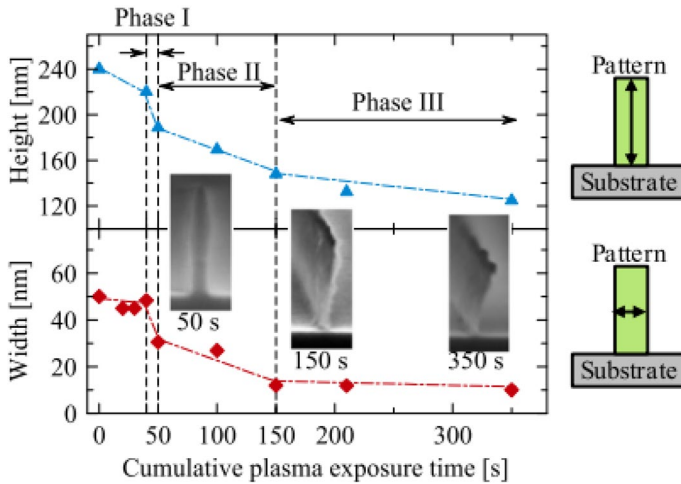 Phase I
Phase II
Phase III
Height [nm]
240
200
160
120
50 s
150 s
350 s
Width [nm]
60
40
20
0
0
50
100
150
200
300
Cumulative plasma exposure time [s]
Pattern
Substrate
Pattern
Substrate